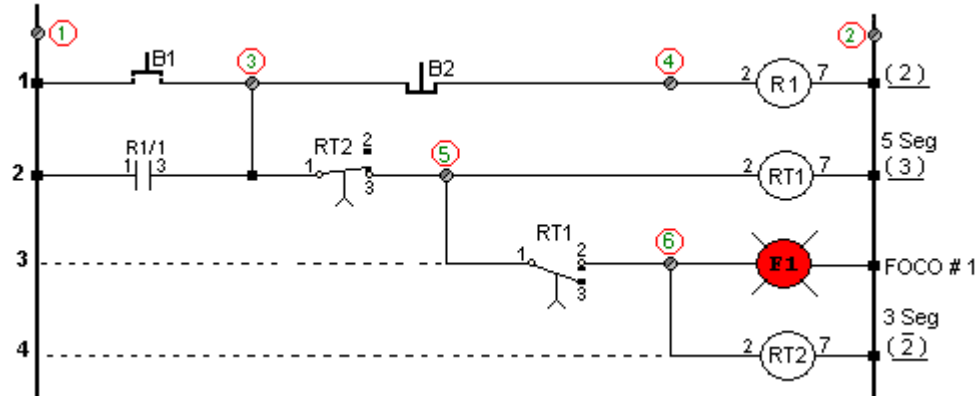 1 2
B1 3 B2 4
1 2 R1 7 (2)
R1/1 RT2 2 5 5 Seg
2 1 3 1 3 2 RT1 7 (3)
RT1 6
3 1 2 3 F1 FOCO # 1
3 Seg
4 2 RT2 7 (2̅)